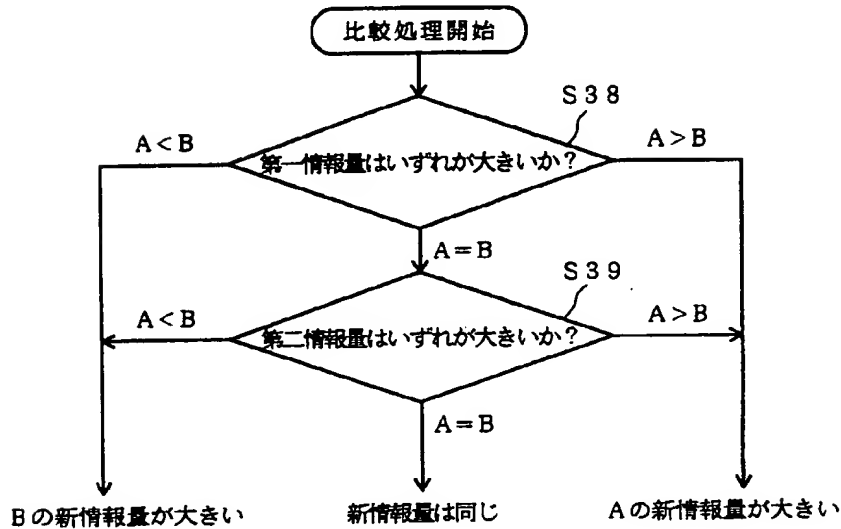 比較処理開始
S38
A<B
第一情報量はいずれが大きいか?
A>B
A=B
S39
A<B
第二情報量はいずれが大きいか?
A>B
A=B
Bの新情報量が大きい
新情報量は同じ
Aの新情報量が大きい